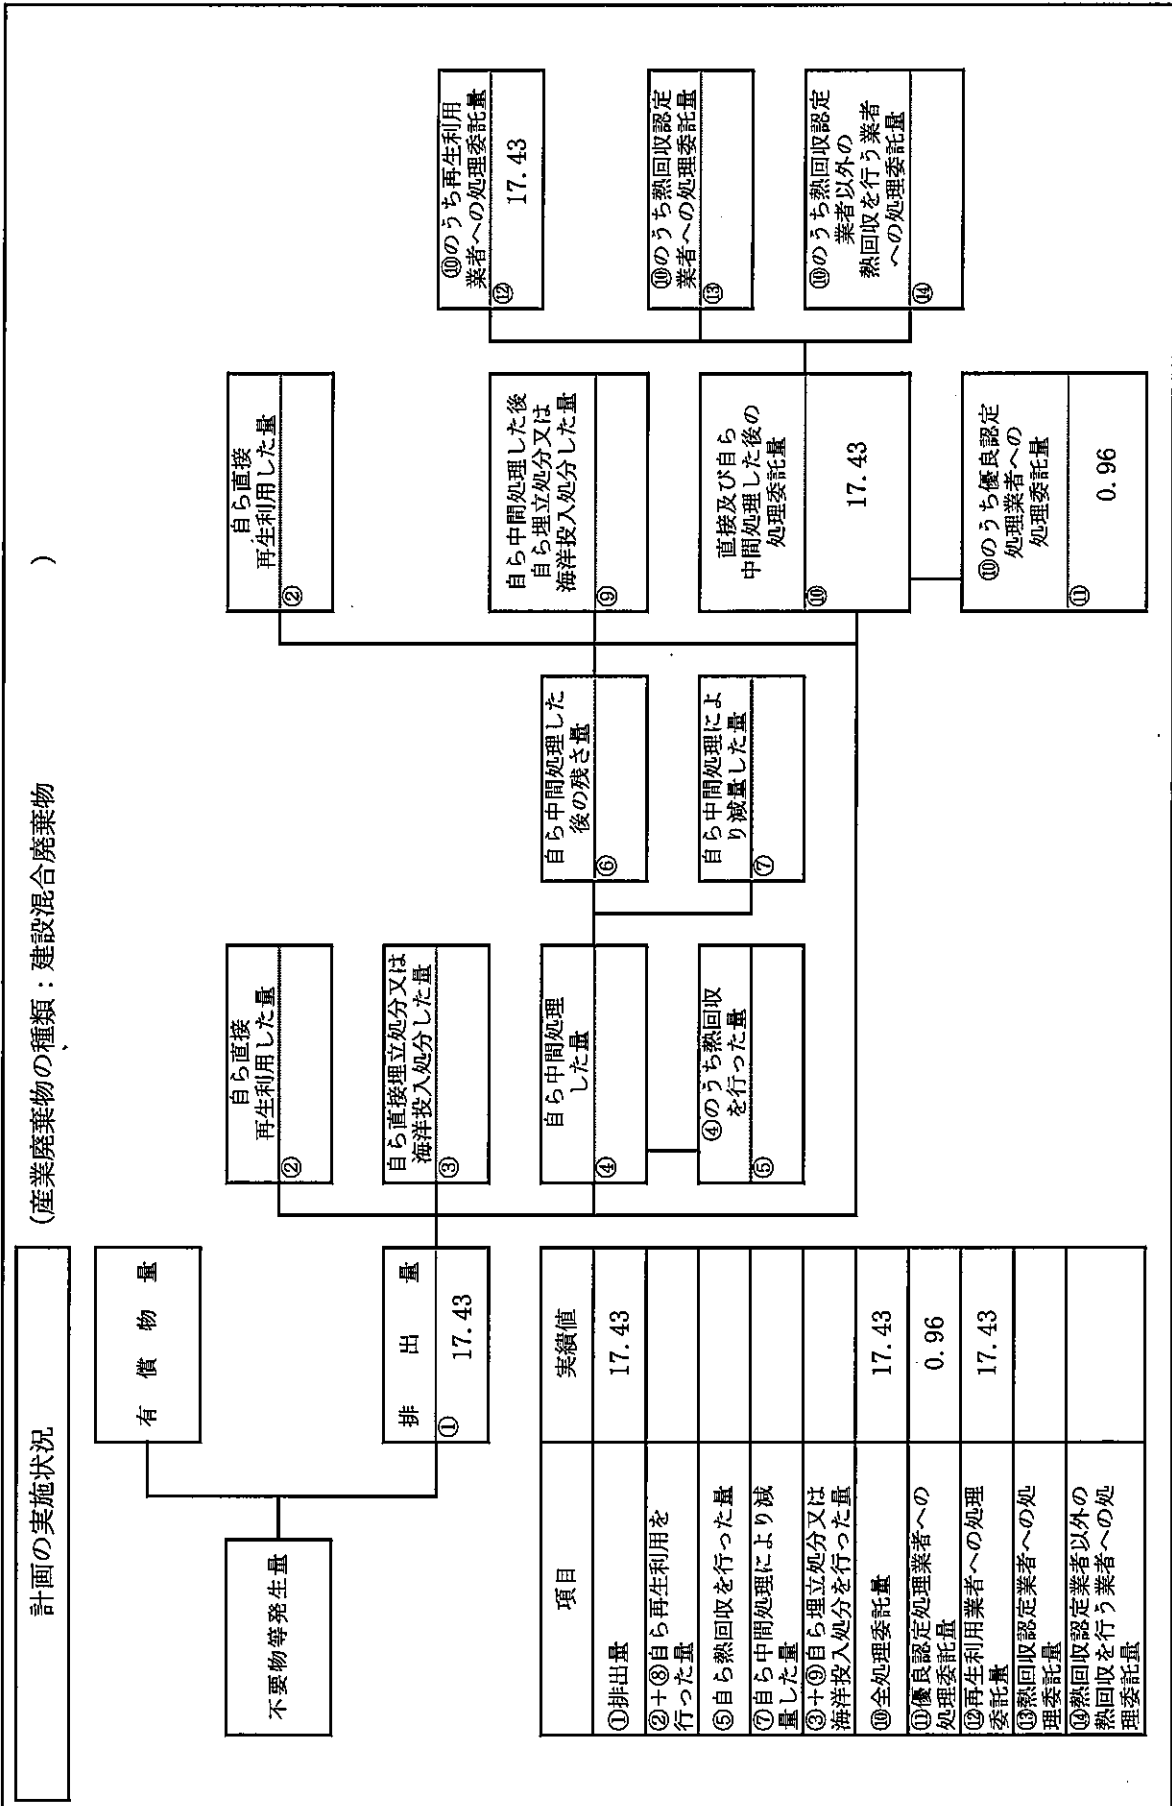 計画の実施状況
(産業廃棄物の種類：建設混合廃棄物 )
不要物等発生量
有償物量
排出量
① 17.43
自ら直接
再生利用した量
②
自ら直接埋立処分又は
海洋投入処分した量
③
自ら中間処理
した量
④
④のうち熱回収
を行った量
⑤
自ら中間処理した
後の残さ量
⑥
自ら中間処理によ
り減量した量
⑦
自ら直接
再生利用した量
②
自ら中間処理した後
自ら埋立処分又は
海洋投入処分した量
⑨
直接及び自ら
中間処理した後の
処理委託量
⑩ 17.43
⑩のうち優良認定
処理業者への
処理委託量
⑪ 0.96
⑩のうち再生利用
業者への処理委託量
⑫ 17.43
⑩のうち熱回収認定
業者への処理委託量
⑬
⑩のうち熱回収認定
業者以外の
熱回収を行う業者
への処理委託量
⑭
項目 実績値
①排出量 17.43
②+⑧自ら再生利用を
行った量
⑤自ら熱回収を行った量
⑦自ら中間処理により減
量した量
③+⑨自ら埋立処分又は
海洋投入処分を行った量
⑩全処理委託量 17.43
⑪優良認定処理業者への
処理委託量 0.96
⑫再生利用業者への処理
委託量 17.43
⑬熱回収認定業者への処
理委託量
⑭熱回収認定業者以外の
熱回収を行う業者への処
理委託量